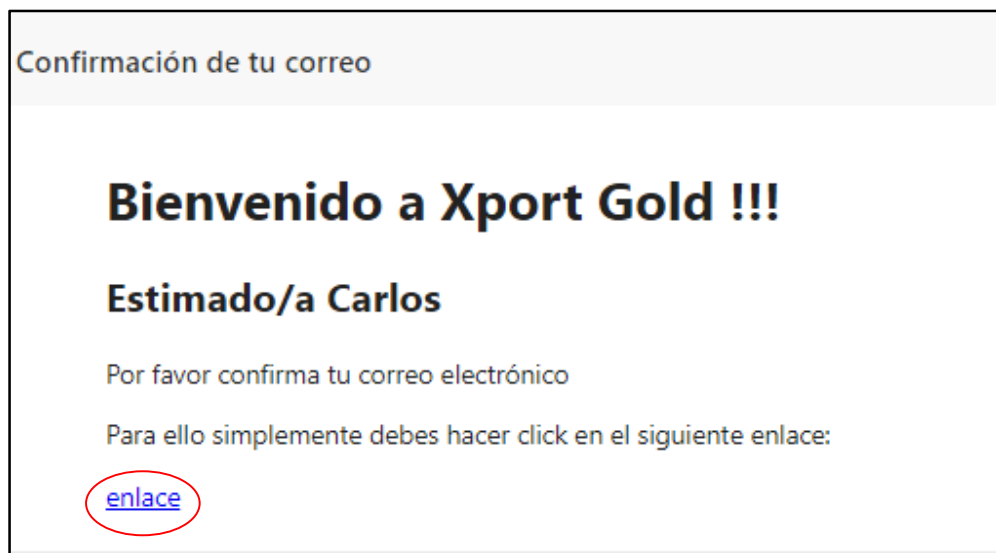 Confirmación de tu correo
Bienvenido a Xport Gold !!!
Estimado/a Carlos
Por favor confirma tu correo electrónico
Para ello simplemente debes hacer click en el siguiente enlace:
enlace